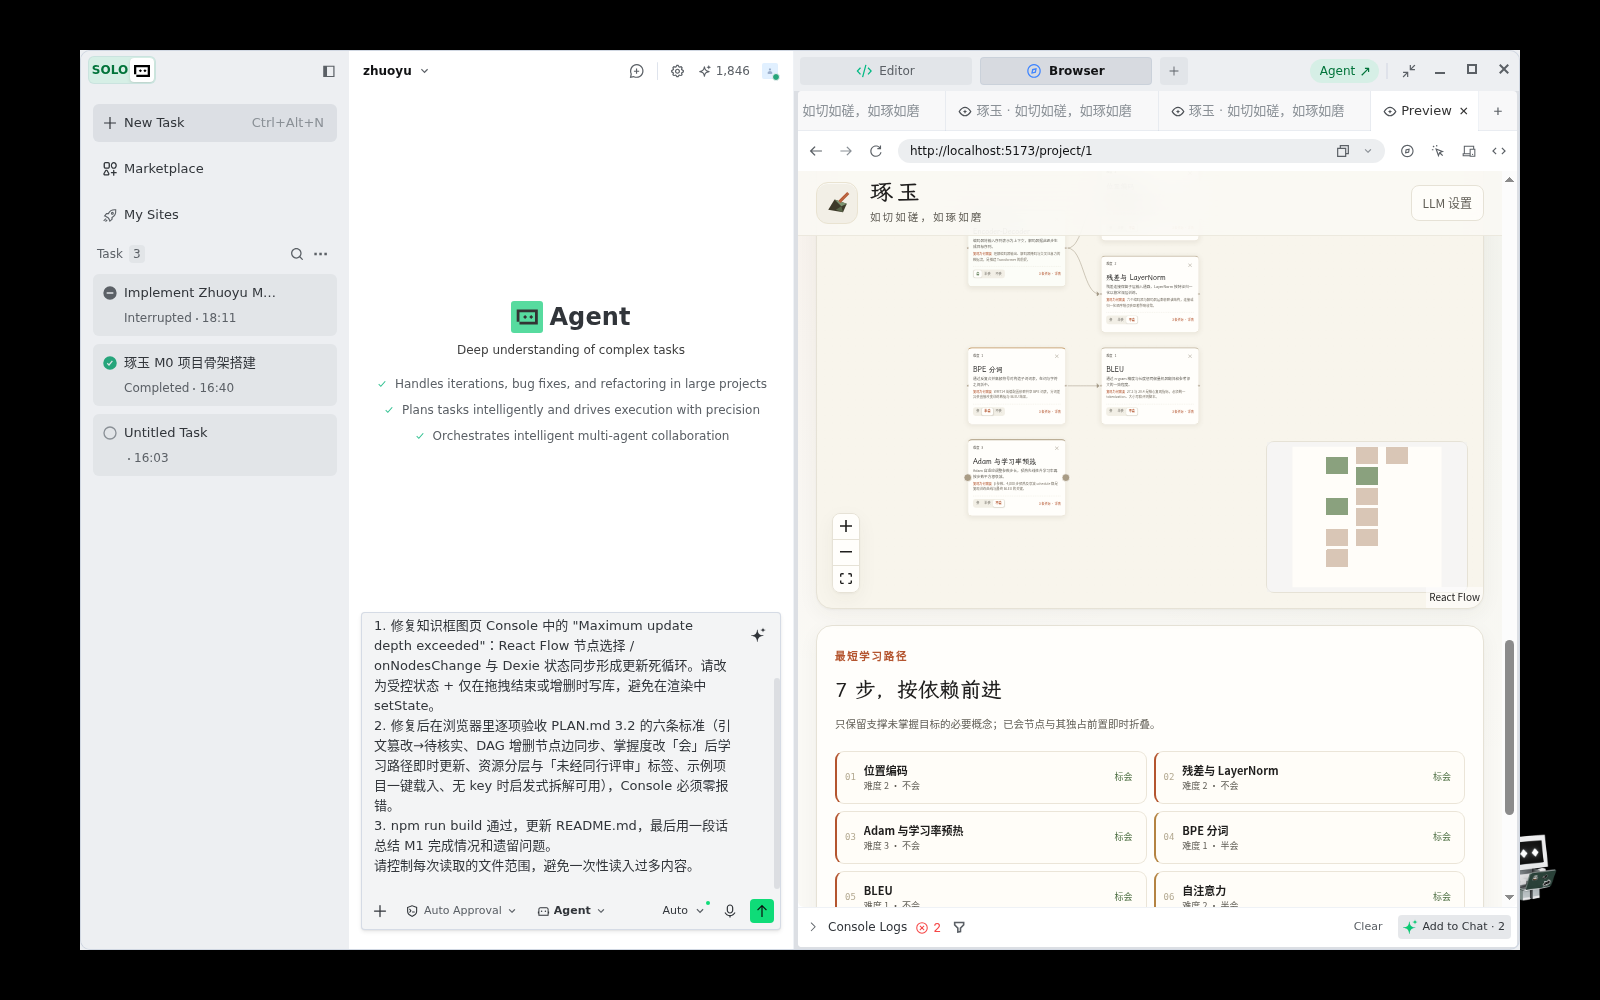 SOLO
New Task
Ctrl+Alt+N
Marketplace
My Sites
Task 3
Implement Zhuoyu M...
Interrupted · 18:11
琢玉 M0 项目骨架搭建
Completed · 16:40
Untitled Task
· 16:03
zhuoyu
1,846
Agent
Deep understanding of complex tasks
Handles iterations, bug fixes, and refactoring in large projects
Plans tasks intelligently and drives execution with precision
Orchestrates intelligent multi-agent collaboration
1. 修复知识框图页 Console 中的 "Maximum update
depth exceeded"：React Flow 节点选择 /
onNodesChange 与 Dexie 状态同步形成更新死循环。请改
为受控状态 + 仅在拖拽结束或增删时写库，避免在渲染中
setState。
2. 修复后在浏览器里逐项验收 PLAN.md 3.2 的六条标准（引
文篡改→待核实、DAG 增删节点边同步、掌握度改「会」后学
习路径即时更新、资源分层与「未经同行评审」标签、示例项
目一键载入、无 key 时启发式拆解可用），Console 必须零报
错。
3. npm run build 通过，更新 README.md，最后用一段话
总结 M1 完成情况和遗留问题。
请控制每次读取的文件范围，避免一次性读入过多内容。
Auto Approval
Agent
Auto
Editor
Browser
Agent
如切如磋，如琢如磨
琢玉 · 如切如磋，如琢如磨
琢玉 · 如切如磋，如琢如磨
Preview
http://localhost:5173/project/1
琢玉
如切如磋，如琢如磨
LLM 设置
残差与 LayerNorm
BPE 分词
BLEU
Adam 与学习率预热
React Flow
最短学习路径
7 步，按依赖前进
只保留支撑未掌握目标的必要概念；已会节点与其独占前置即时折叠。
01
位置编码
难度 2 · 不会
标会
02
残差与 LayerNorm
难度 2 · 不会
标会
03
Adam 与学习率预热
难度 3 · 不会
标会
04
BPE 分词
难度 1 · 半会
标会
05
BLEU
难度 1 · 不会
标会
06
自注意力
难度 2 · 半会
标会
Console Logs
2
Clear
Add to Chat · 2